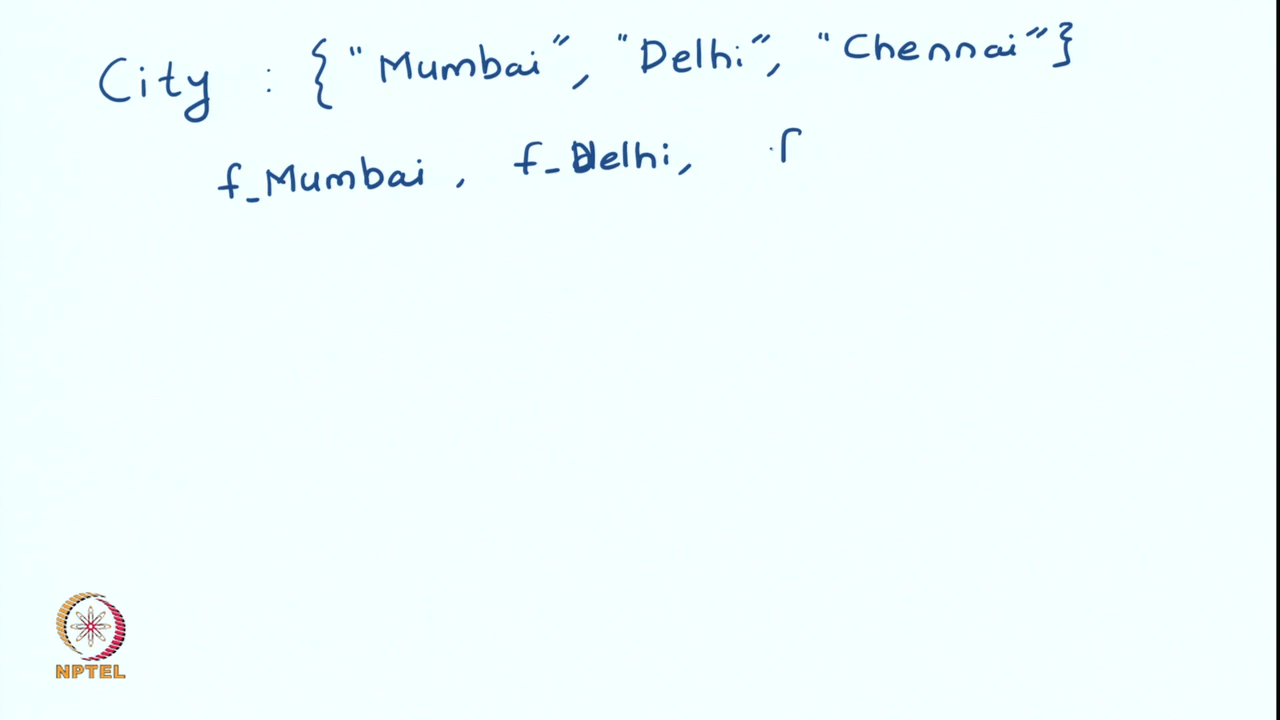 City : { "Mumbai", "Delhi", "Chennai" }
f_Mumbai , f_Delhi, f
NPTEL